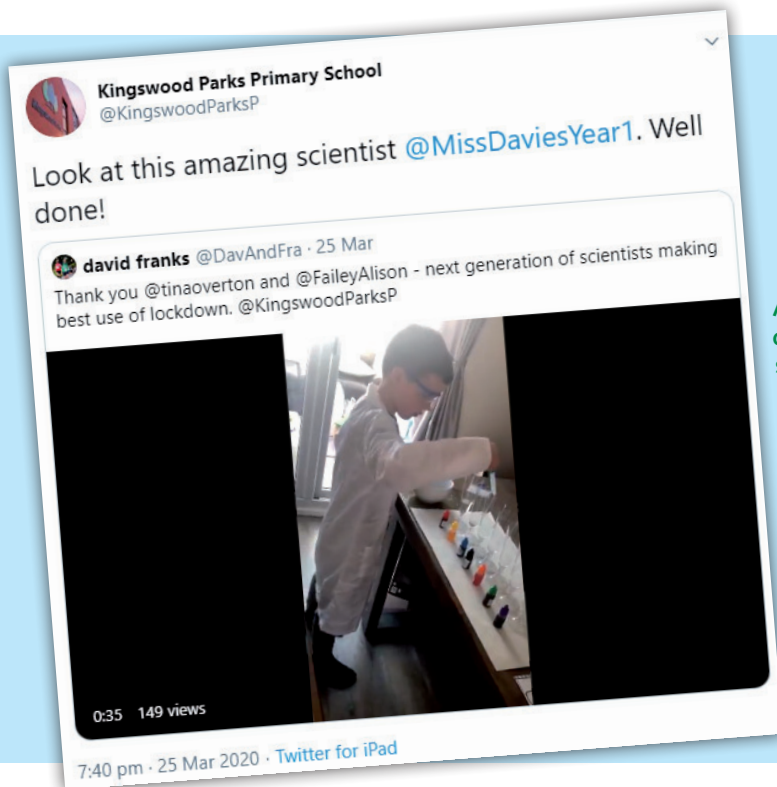 Kingswood Parks Primary School
@KingswoodParksP
Look at this amazing scientist @MissDaviesYear1. Well
done!
david franks @DavAndFra · 25 Mar
Thank you @tinaoverton and @FaileyAlison - next generation of scientists making
best use of lockdown. @KingswoodParksP
0:35 149 views
7:40 pm · 25 Mar 2020 · Twitter for iPad